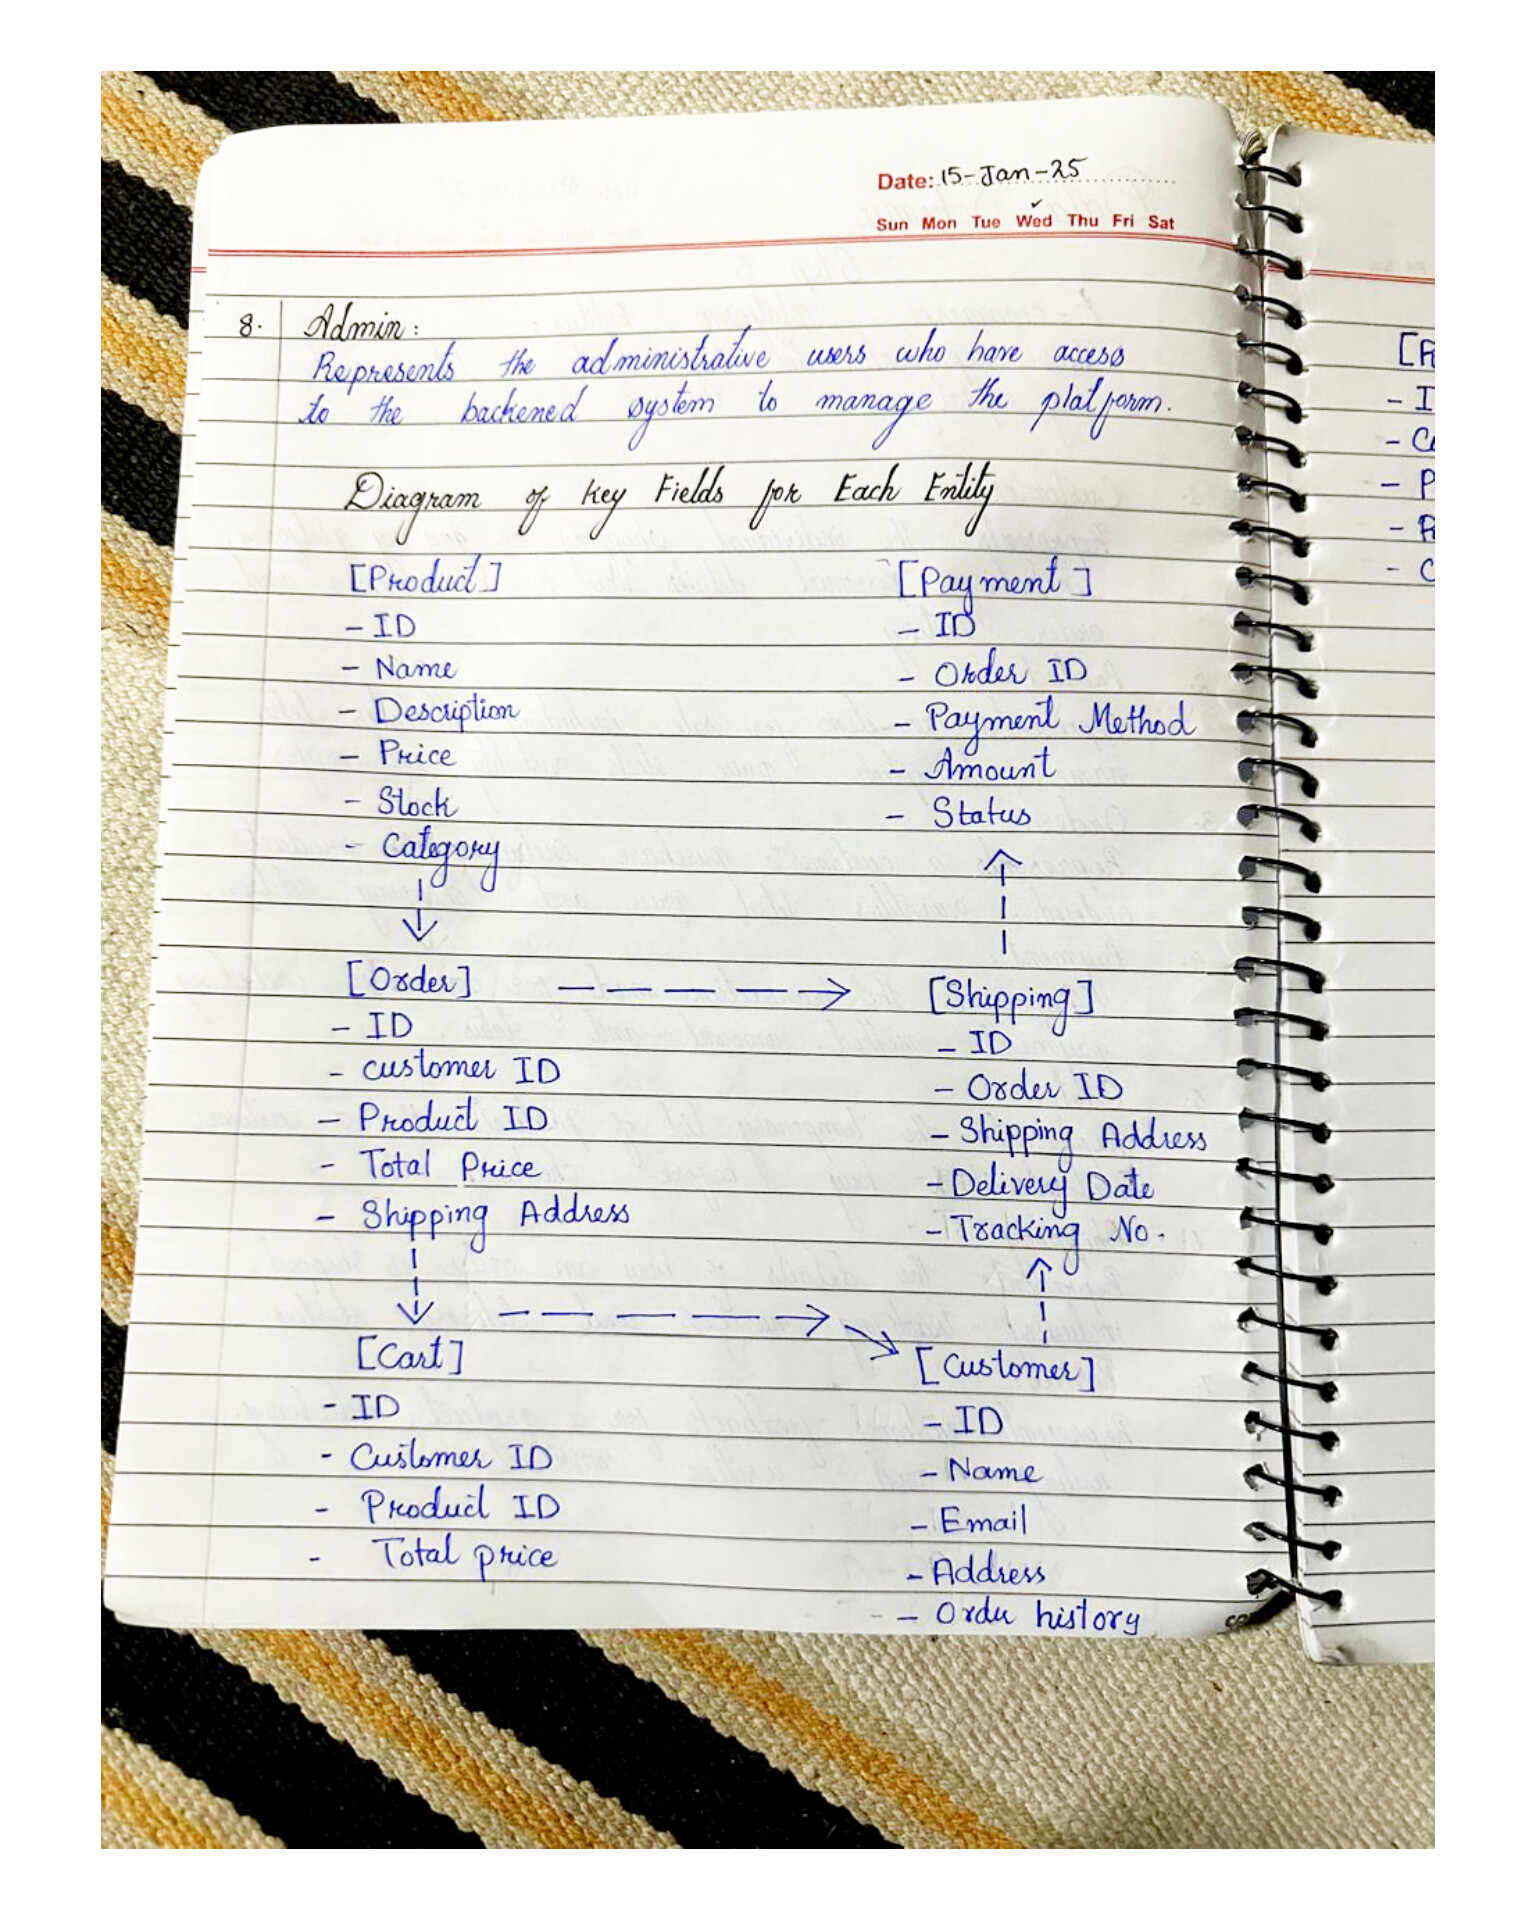 Date: 15-Jan-25
Sun Mon Tue Wed Thu Fri Sat
8. Admin:
Represents the administrative users who have access
to the backened system to manage the platform.
Diagram of Key Fields for Each Entity
[Product]
- ID
- Name
- Description
- Price
- Stock
- Category
[Payment]
- ID
- Order ID
- Payment Method
- Amount
- Status
[Order]
- ID
- customer ID
- Product ID
- Total Price
- Shipping Address
[Shipping]
- ID
- Order ID
- Shipping Address
- Delivery Date
- Tracking No.
[Cart]
- ID
- Customer ID
- Product ID
- Total price
[Customer]
- ID
- Name
- Email
- Address
- Order history